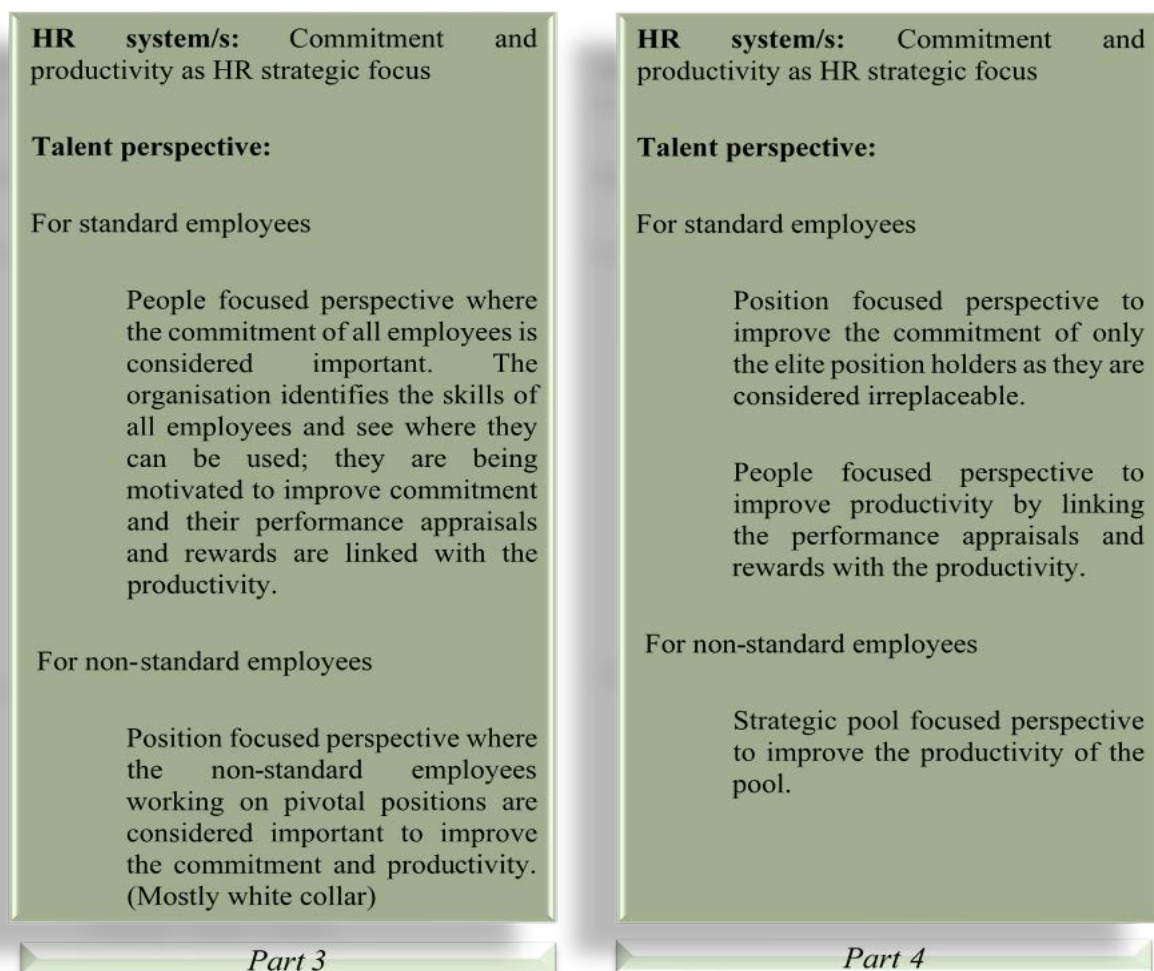 HR system/s: Commitment and
productivity as HR strategic focus
Talent perspective:
For standard employees
People focused perspective where
the commitment of all employees is
considered important. The
organisation identifies the skills of
all employees and see where they
can be used; they are being
motivated to improve commitment
and their performance appraisals
and rewards are linked with the
productivity.
For non-standard employees
Position focused perspective where
the non-standard employees
working on pivotal positions are
considered important to improve
the commitment and productivity.
(Mostly white collar)
Part 3
HR system/s: Commitment and
productivity as HR strategic focus
Talent perspective:
For standard employees
Position focused perspective to
improve the commitment of only
the elite position holders as they are
considered irreplaceable.
People focused perspective to
improve productivity by linking
the performance appraisals and
rewards with the productivity.
For non-standard employees
Strategic pool focused perspective
to improve the productivity of the
pool.
Part 4